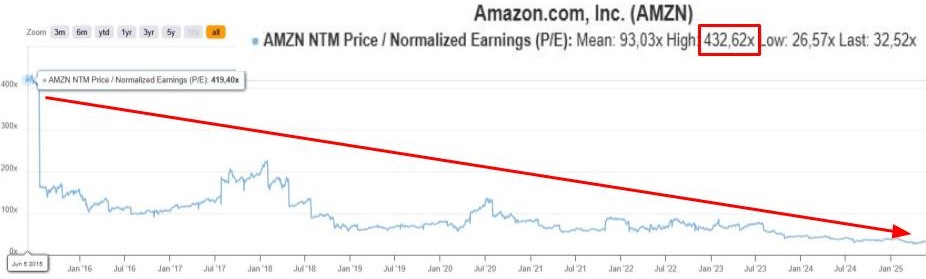 Amazon.com, Inc. (AMZN)
Zoom 3m 6m ytd 1yr 3yr 5yr all
AMZN NTM Price / Normalized Earnings (P/E): Mean: 93,03x High: 432,62x Low: 26,57x Last: 32,52x
AMZN NTM Price / Normalized Earnings (P/E): 419,40x
400x
300x
200x
100x
0x
Jun 5 2015
Jan '16 Jul '16 Jan '17 Jul '17 Jan '18 Jul '18 Jan '19 Jul '19 Jan '20 Jul '20 Jan '21 Jul '21 Jan '22 Jul '22 Jan '23 Jul '23 Jan '24 Jul '24 Jan '25